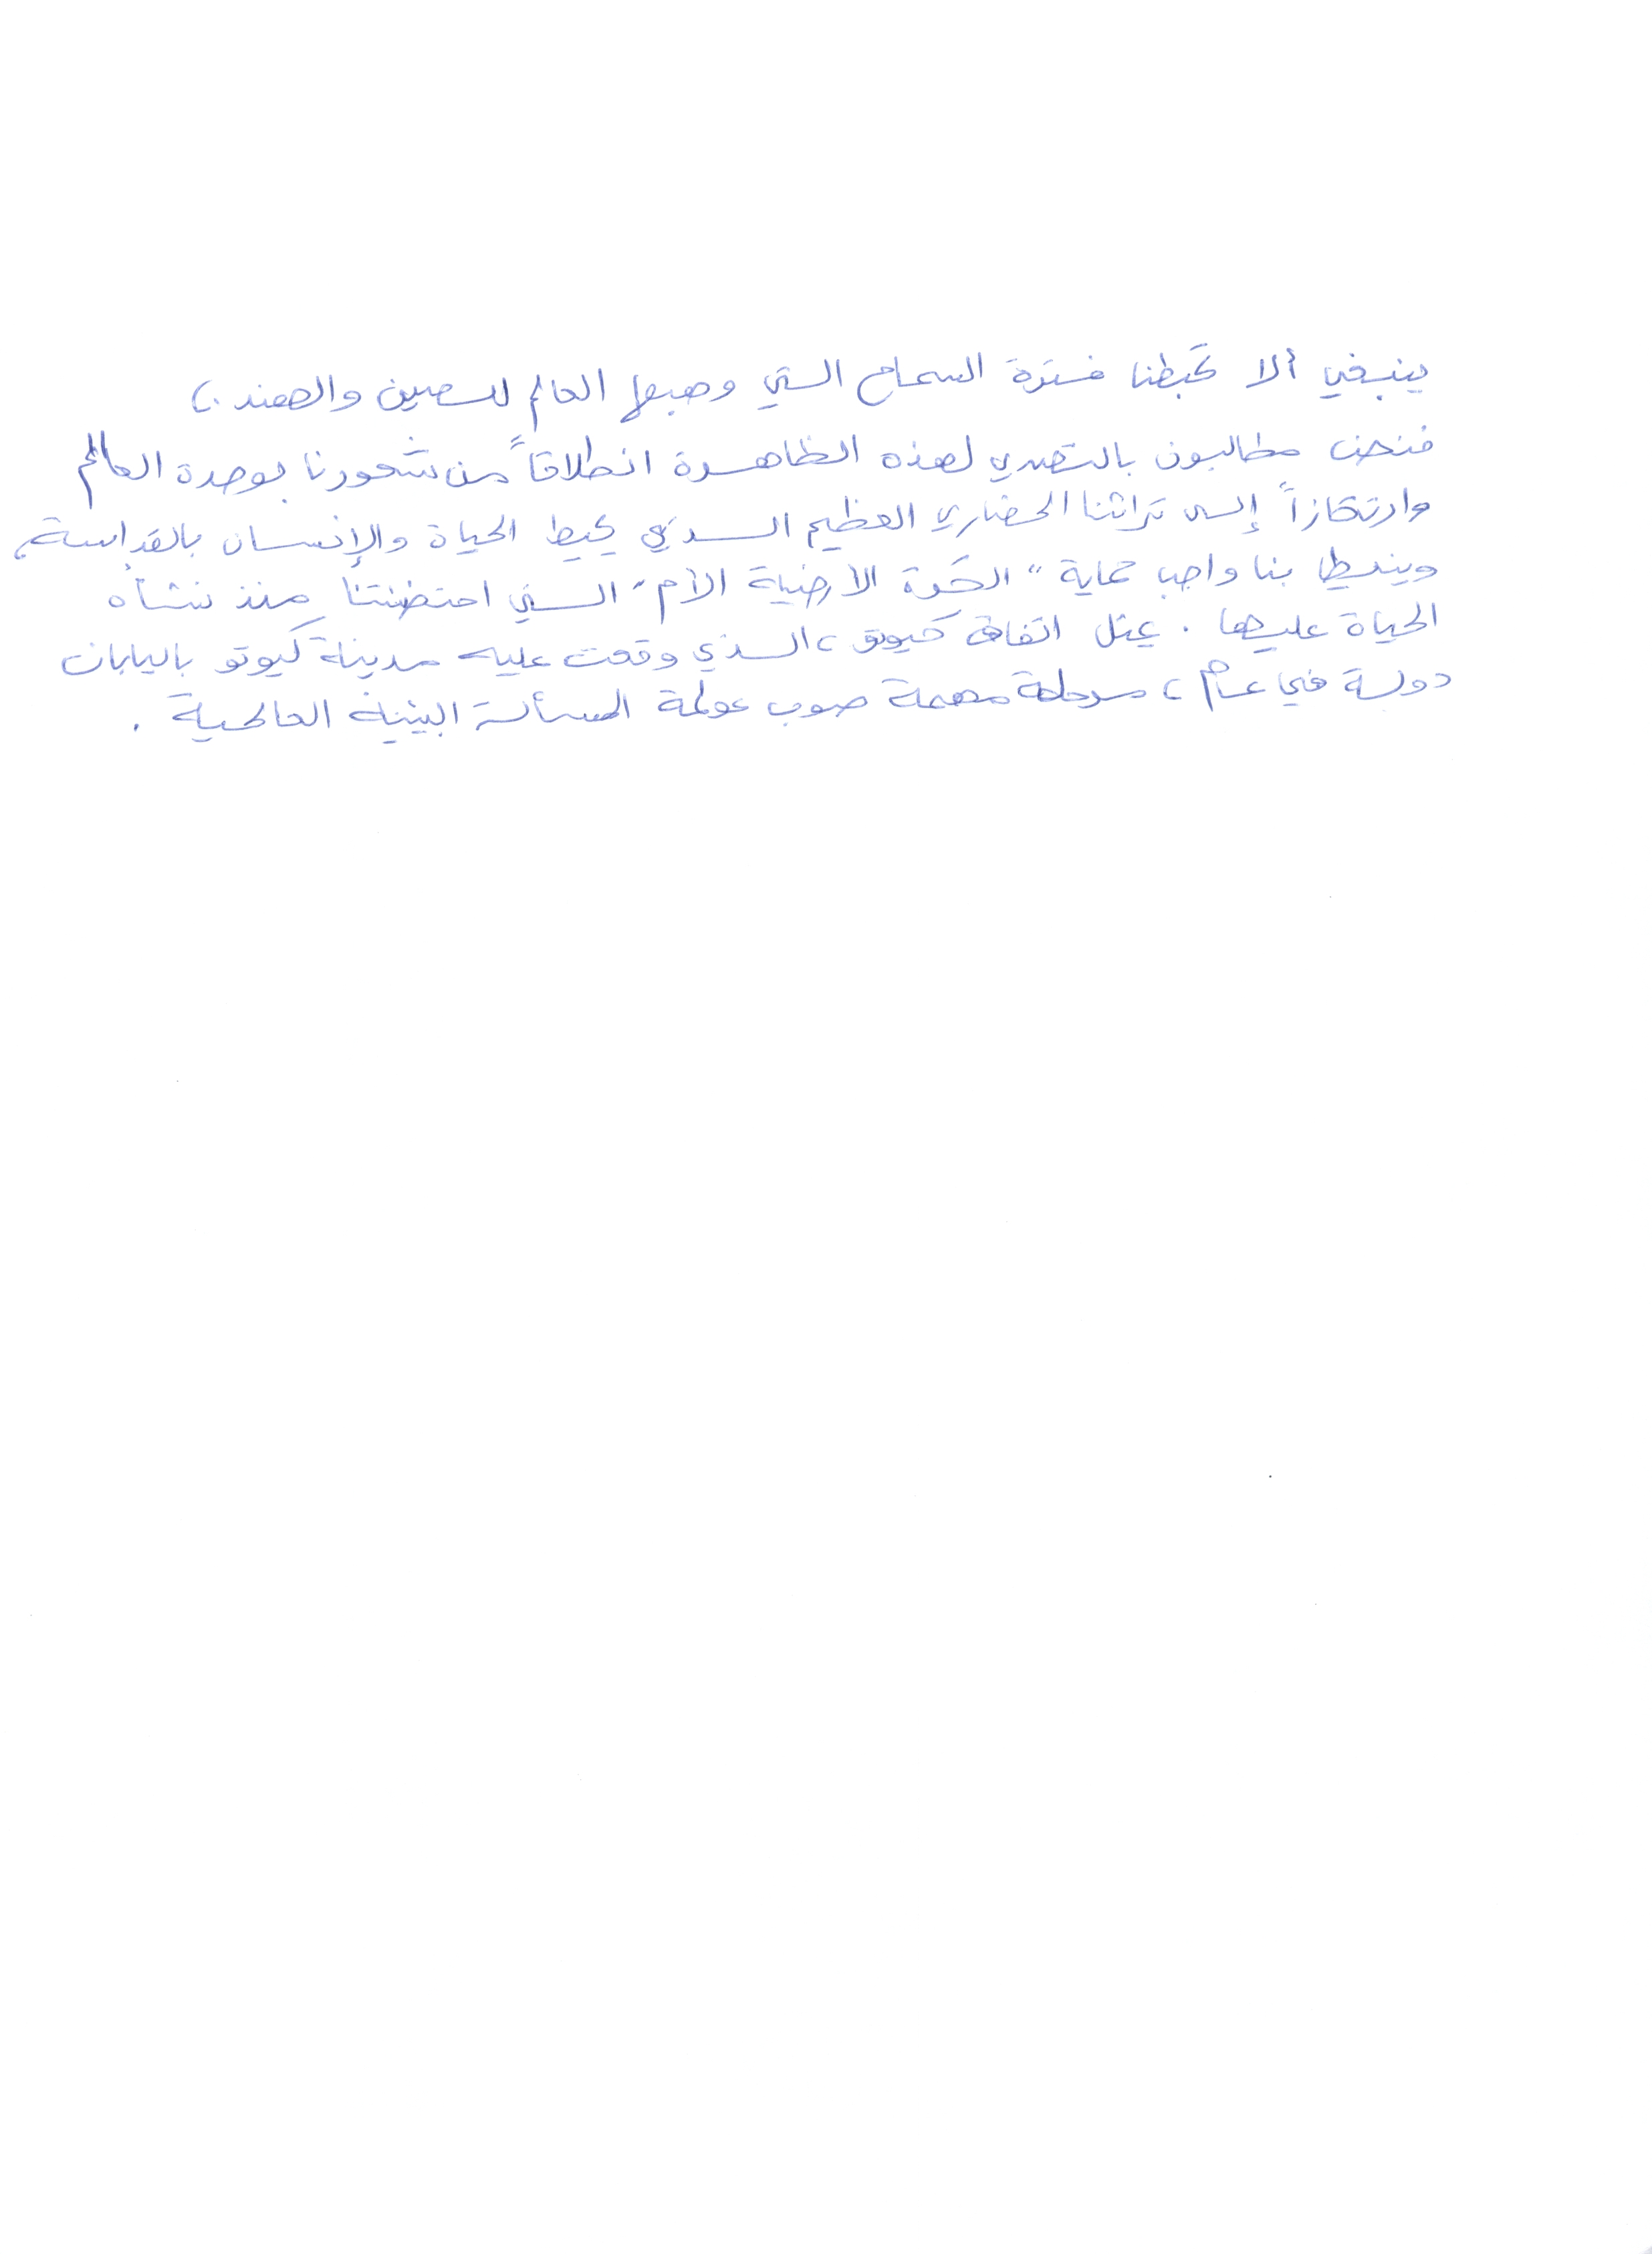 ينبغي ألا تحبطنا فترة السماح التي وهبها العالم للصين والهند .،
فنحن مطالبون بالتصدي لهذه الظاهرة انطلاقاً من شعورنا بوحدة العالم
وارتكازاً إلى تراثنا الحضاري العظيم الذي يحيط الحياة والإنسان بالقداسة،
وينيط بنا واجب حماية "الكرة الأرضية الأم" التي احتضنتنا منذ نشأة
الحياة عليها . يمثل اتفاق كيوتو، الذي وقعت عليه مدينة كيوتو باليابان
دولة في عام، مرحلة مهمة صوب عولمة المسألة البيئية العالمية .